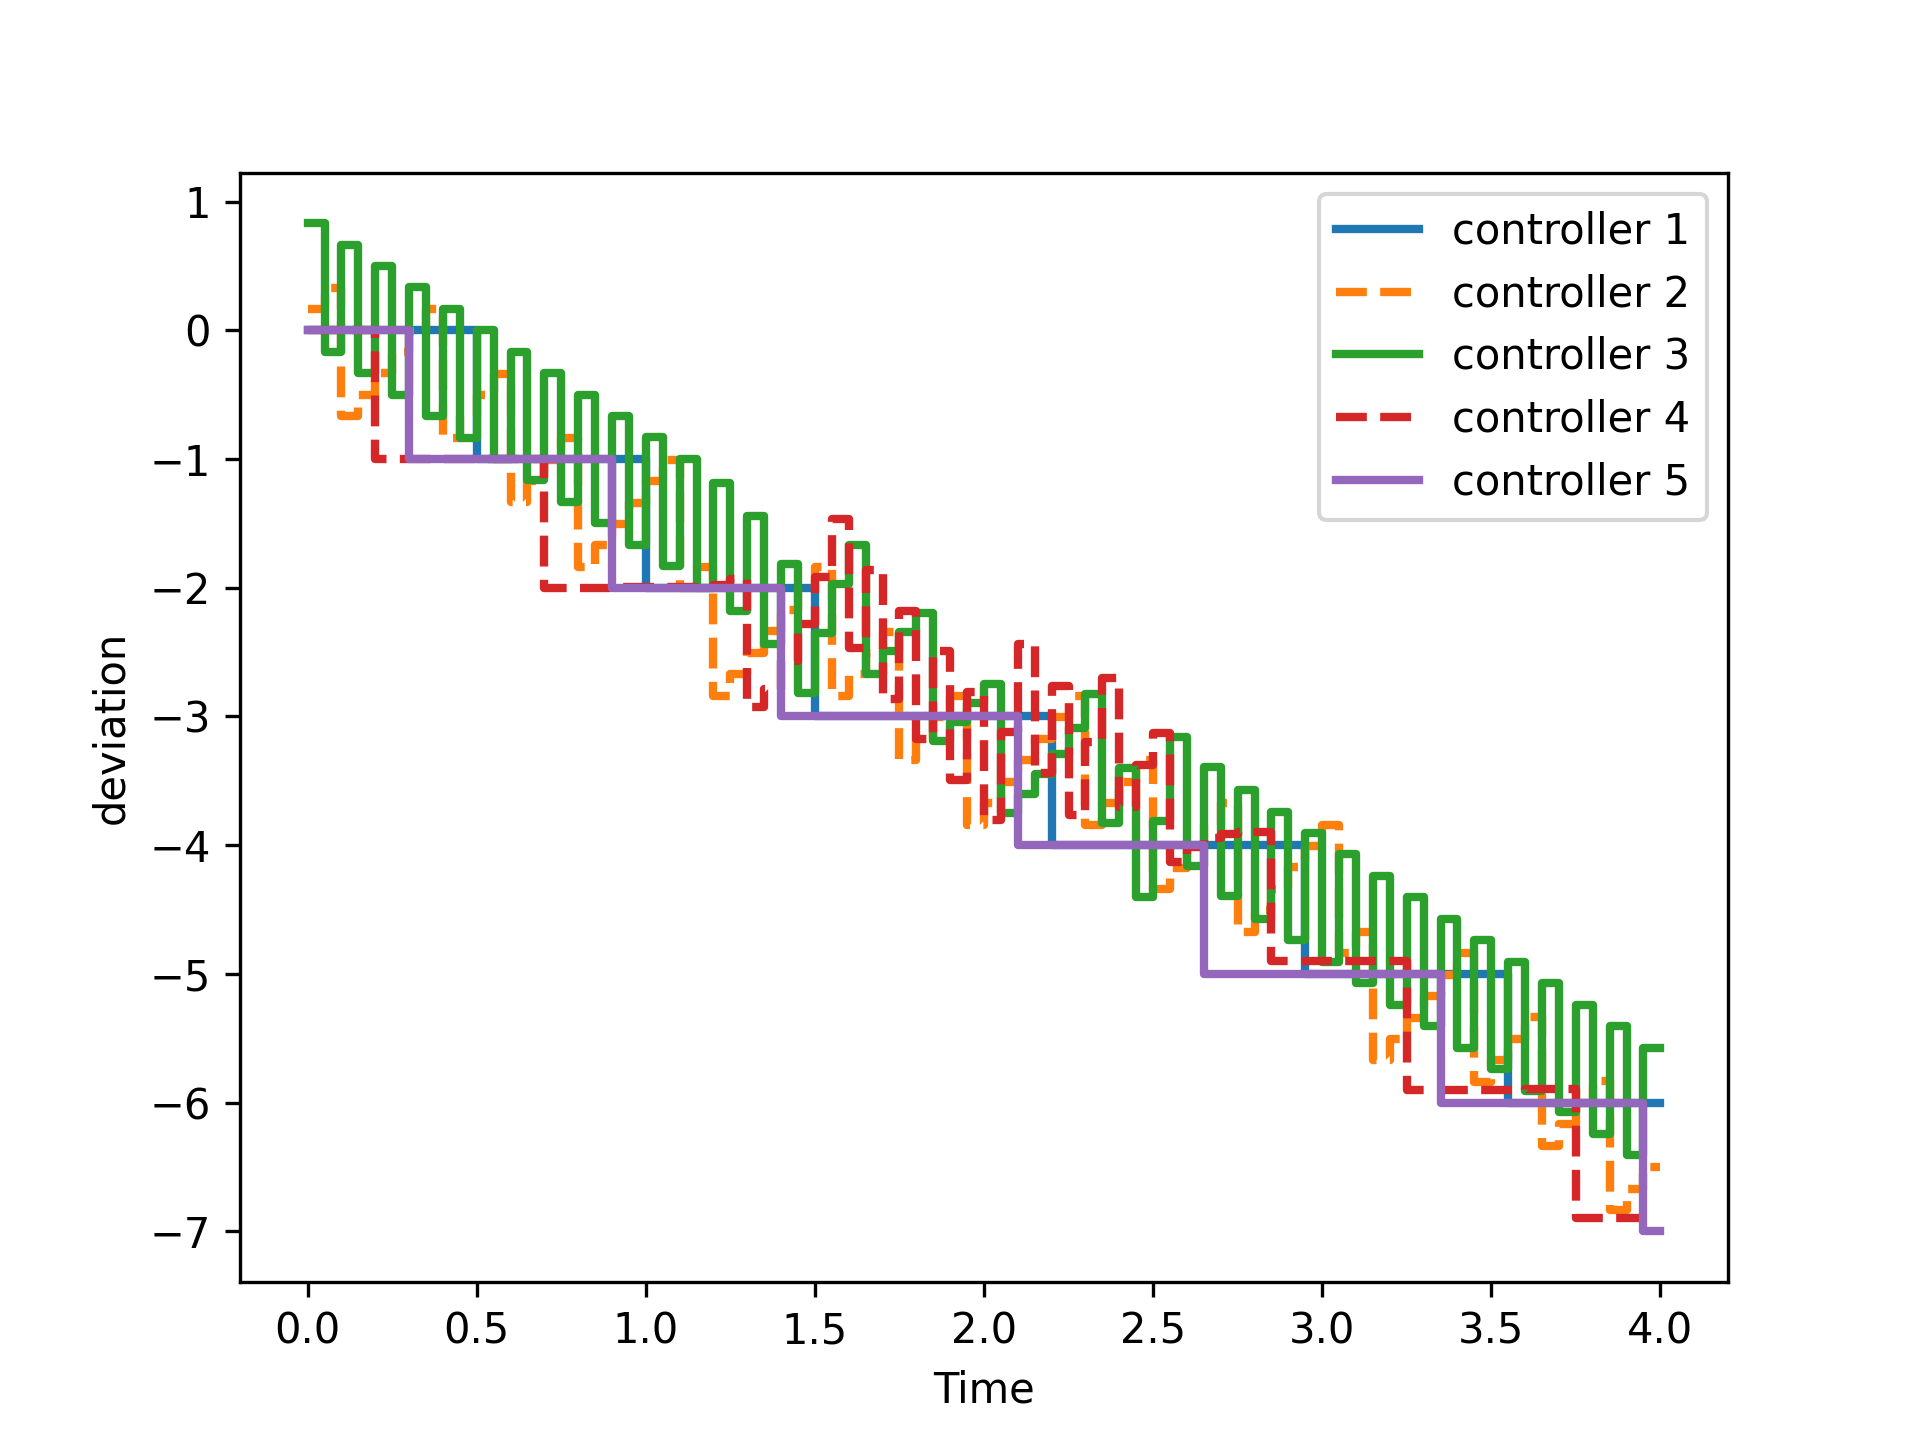 controller 1
controller 2
controller 3
controller 4
controller 5
1
0
−1
−2
−3
−4
−5
−6
−7
deviation
0.0 0.5 1.0 1.5 2.0 2.5 3.0 3.5 4.0
Time